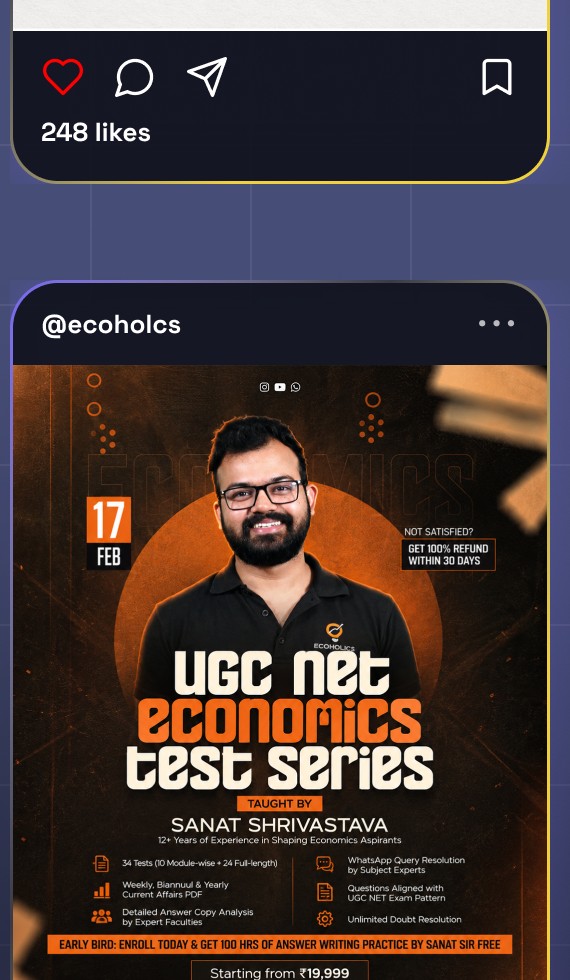 248 likes
@ecoholcs
ECONOMICS
17
FEB
NOT SATISFIED?
GET 100% REFUND
WITHIN 30 DAYS
ECOHOLICS
UGC net
economics
test series
TAUGHT BY
SANAT SHRIVASTAVA
12+ Years of Experience in Shaping Economics Aspirants
34 Tests (10 Module-wise + 24 Full-length)
WhatsApp Query Resolution
by Subject Experts
Weekly, Biannuul & Yearly
Current Affairs PDF
Questions Aligned with
UGC NET Exam Pattern
Detailed Answer Copy Analysis
by Expert Faculties
Unlimited Doubt Resolution
EARLY BIRD: ENROLL TODAY & GET 100 HRS OF ANSWER WRITING PRACTICE BY SANAT SIR FREE
Starting from ₹19,999